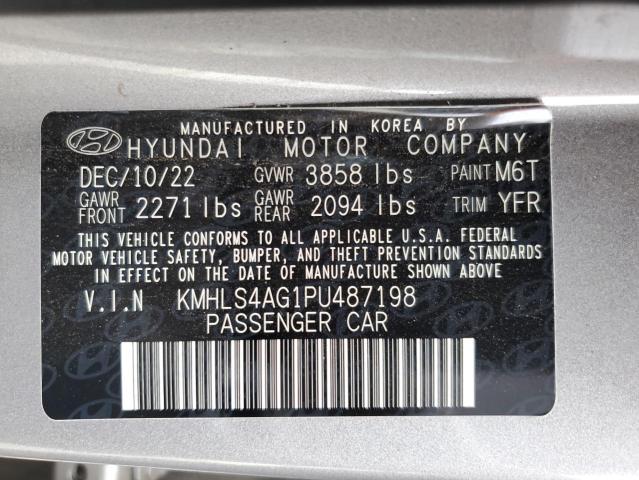 MANUFACTURED IN KOREA BY
HYUNDAI MOTOR COMPANY
DEC/10/22 GVWR 3858 lbs PAINT M6T
GAWR FRONT 2271 lbs GAWR REAR 2094 lbs TRIM YFR
THIS VEHICLE CONFORMS TO ALL APPLICABLE U.S.A. FEDERAL
MOTOR VEHICLE SAFETY, BUMPER, AND THEFT PREVENTION STANDARDS
IN EFFECT ON THE DATE OF MANUFACTURE SHOWN ABOVE
V.I.N KMHLS4AG1PU487198
PASSENGER CAR